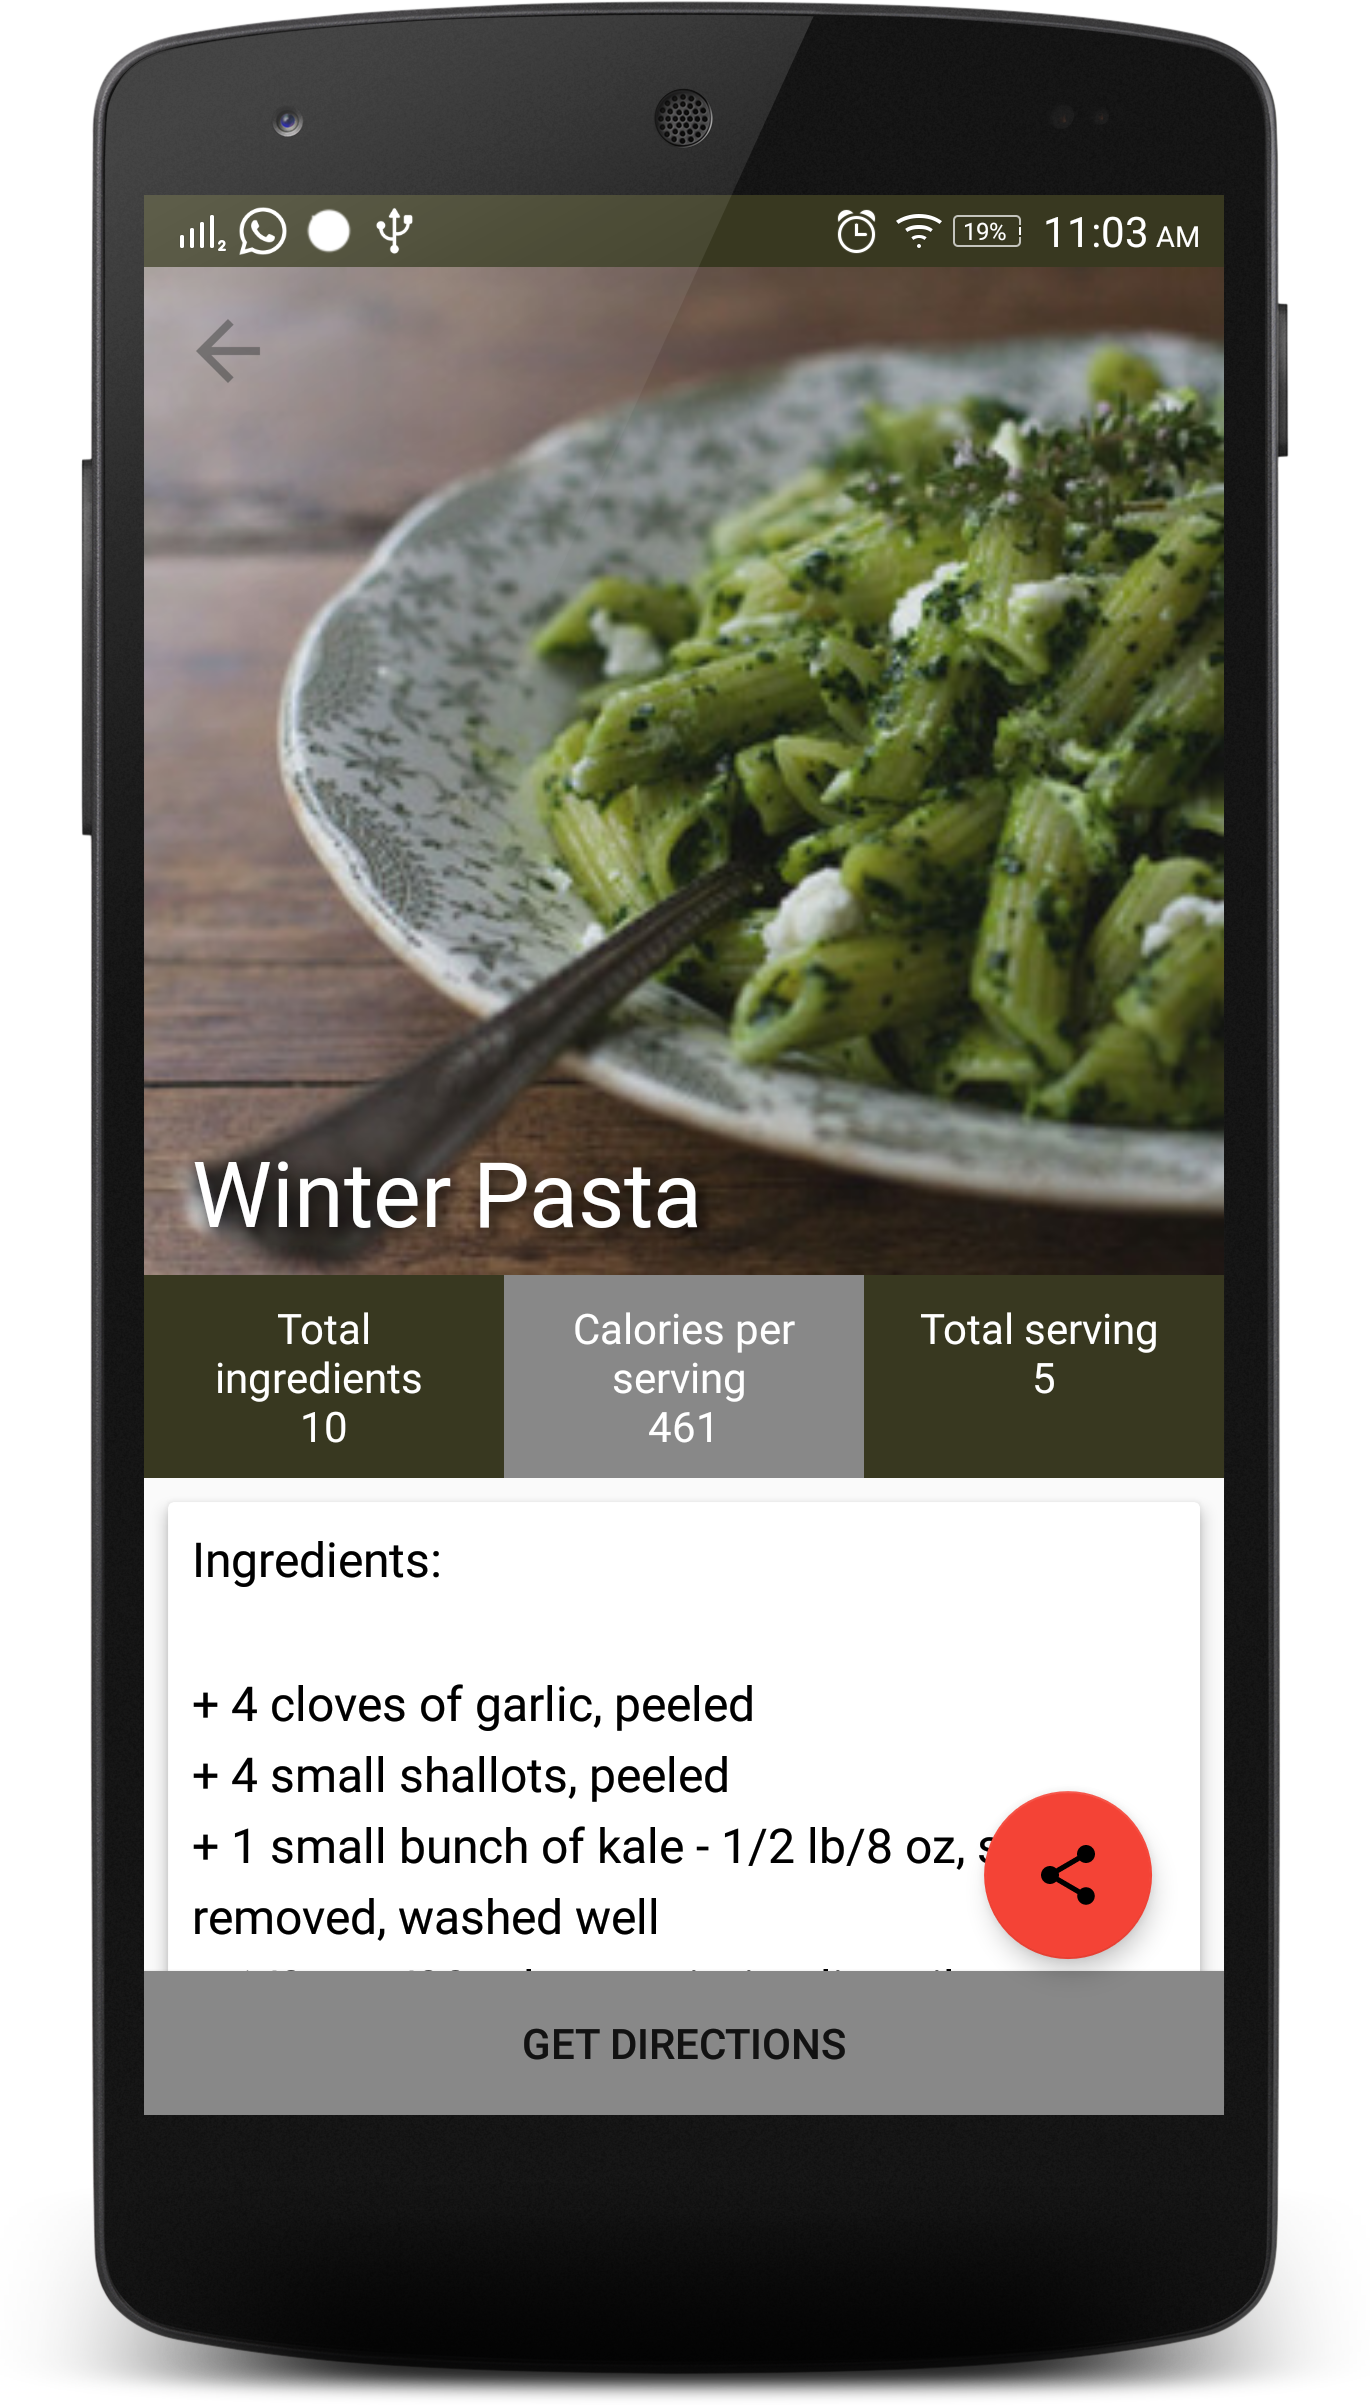 2
19%
11:03 AM
Winter Pasta
Total
ingredients
10
Calories per
serving
461
Total serving
5
Ingredients:
+ 4 cloves of garlic, peeled
+ 4 small shallots, peeled
+ 1 small bunch of kale - 1/2 lb/8 oz,
removed, washed well
GET DIRECTIONS